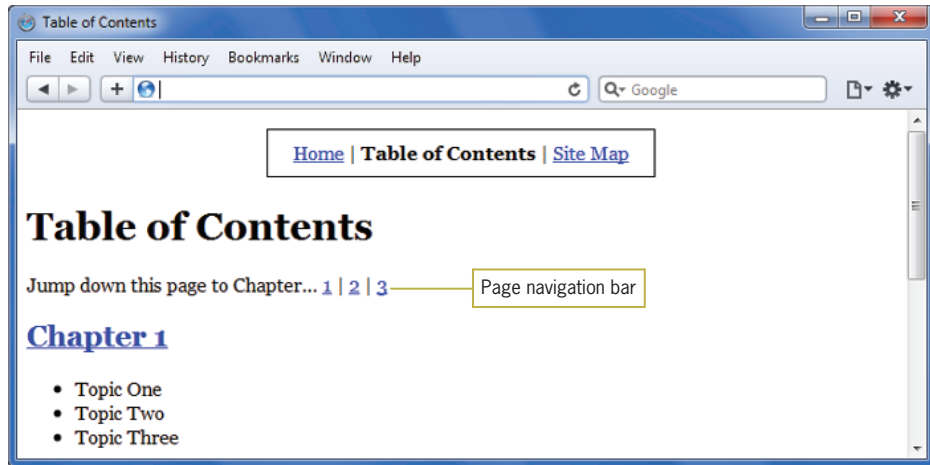 Table of Contents
File Edit View History Bookmarks Window Help
Google
Home | Table of Contents | Site Map
Table of Contents
Jump down this page to Chapter... 1 | 2 | 3
Page navigation bar
Chapter 1
• Topic One
• Topic Two
• Topic Three